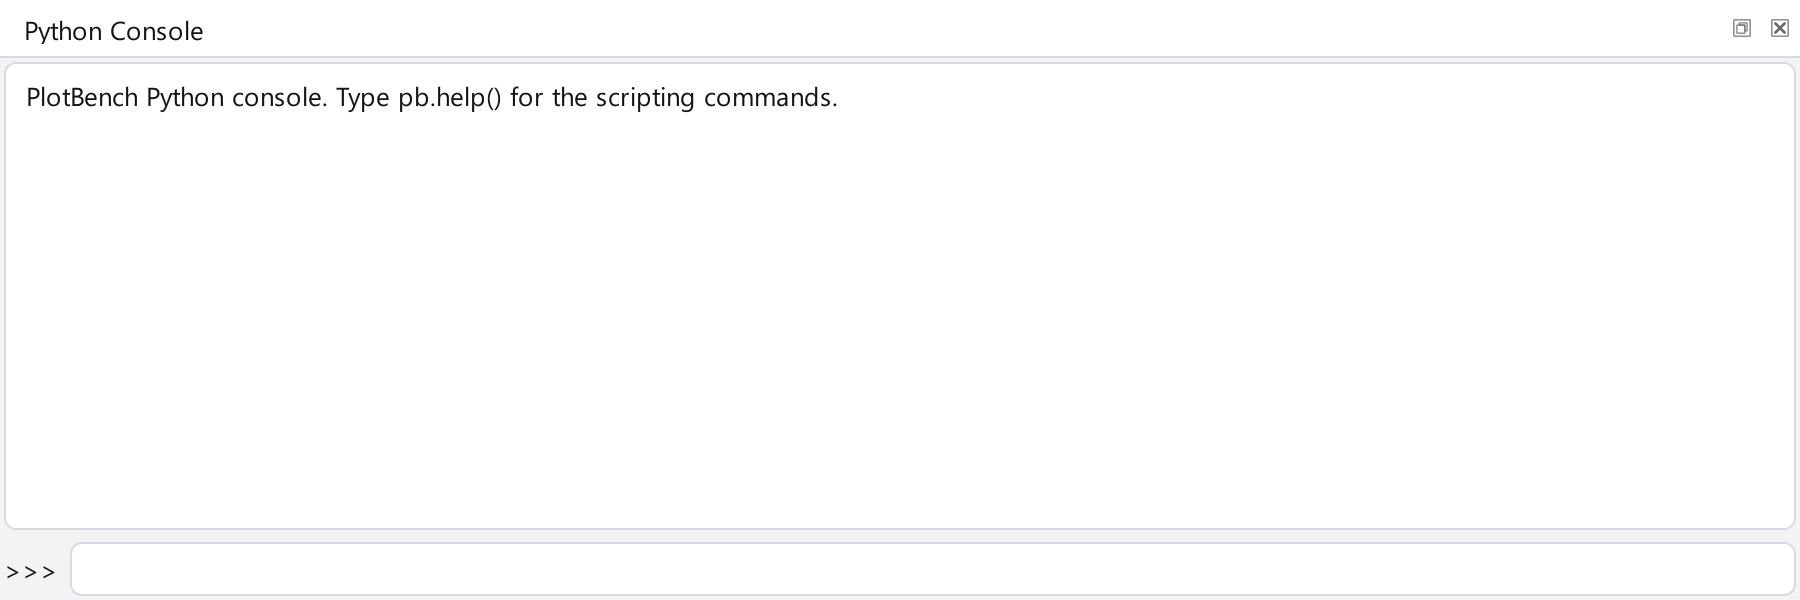 Python Console
PlotBench Python console. Type pb.help() for the scripting commands.
>>>